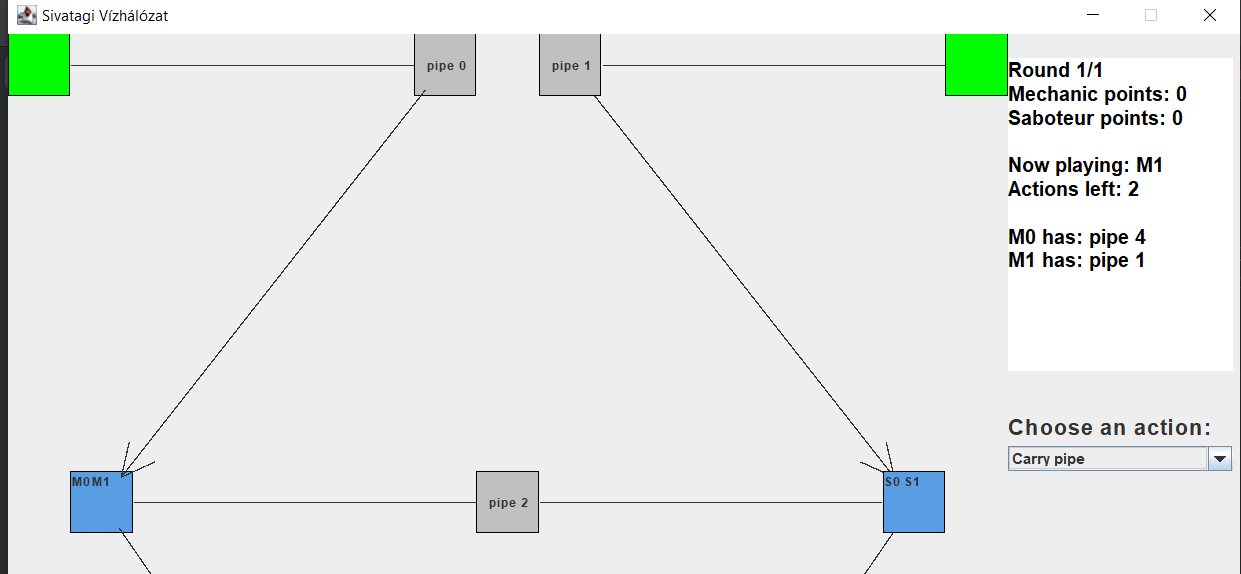 Sivatagi Vízhálózat
pipe 0
pipe 1
Round 1/1
Mechanic points: 0
Saboteur points: 0
Now playing: M1
Actions left: 2
M0 has: pipe 4
M1 has: pipe 1
Choose an action:
Carry pipe
M0M1
pipe 2
S0 S1